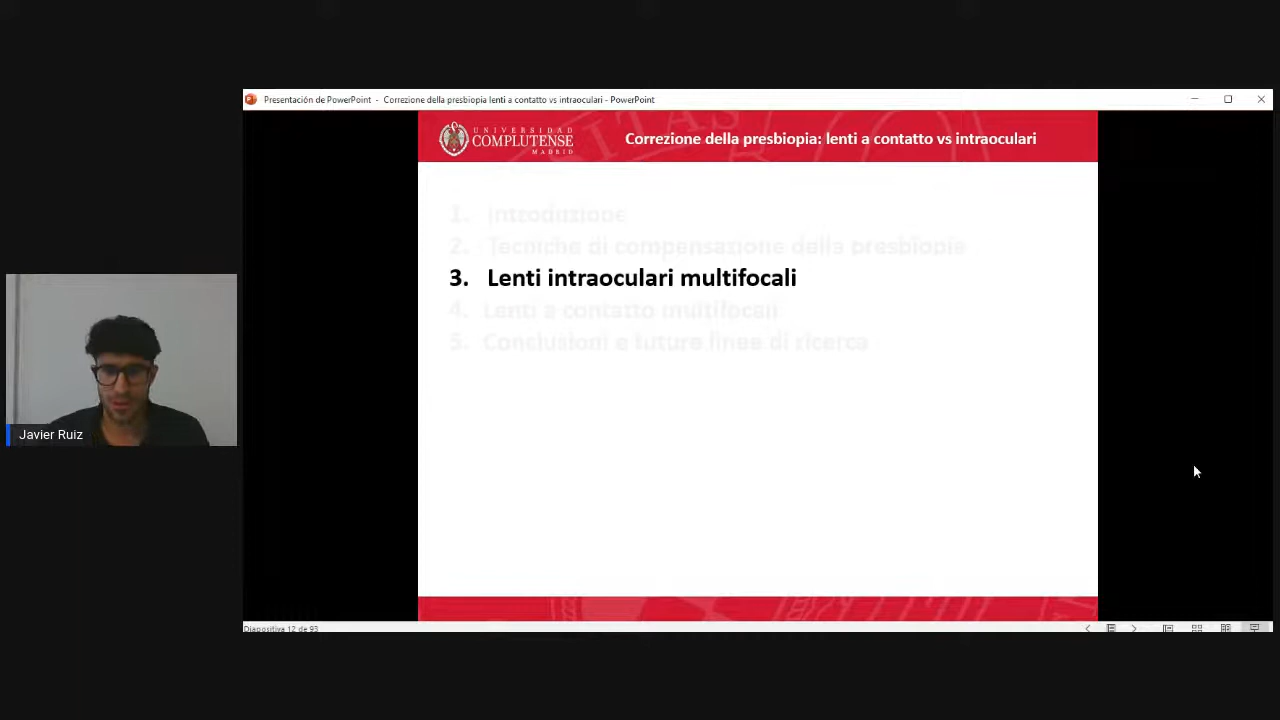 Presentación de PowerPoint - Correzione della presbiopia lenti a contatto vs intraoculari - PowerPoint
UNIVERSIDAD
COMPLUTENSE
MADRID
Correzione della presbiopia: lenti a contatto vs intraoculari
1. Introduzione
2. Tecniche di compensazione della presbiopie
3. Lenti intraoculari multifocali
4. Lenti a contatto multifocali
5. Conclusioni e future linee di ricerca
Javier Ruiz
Diapositiva 12 de 93